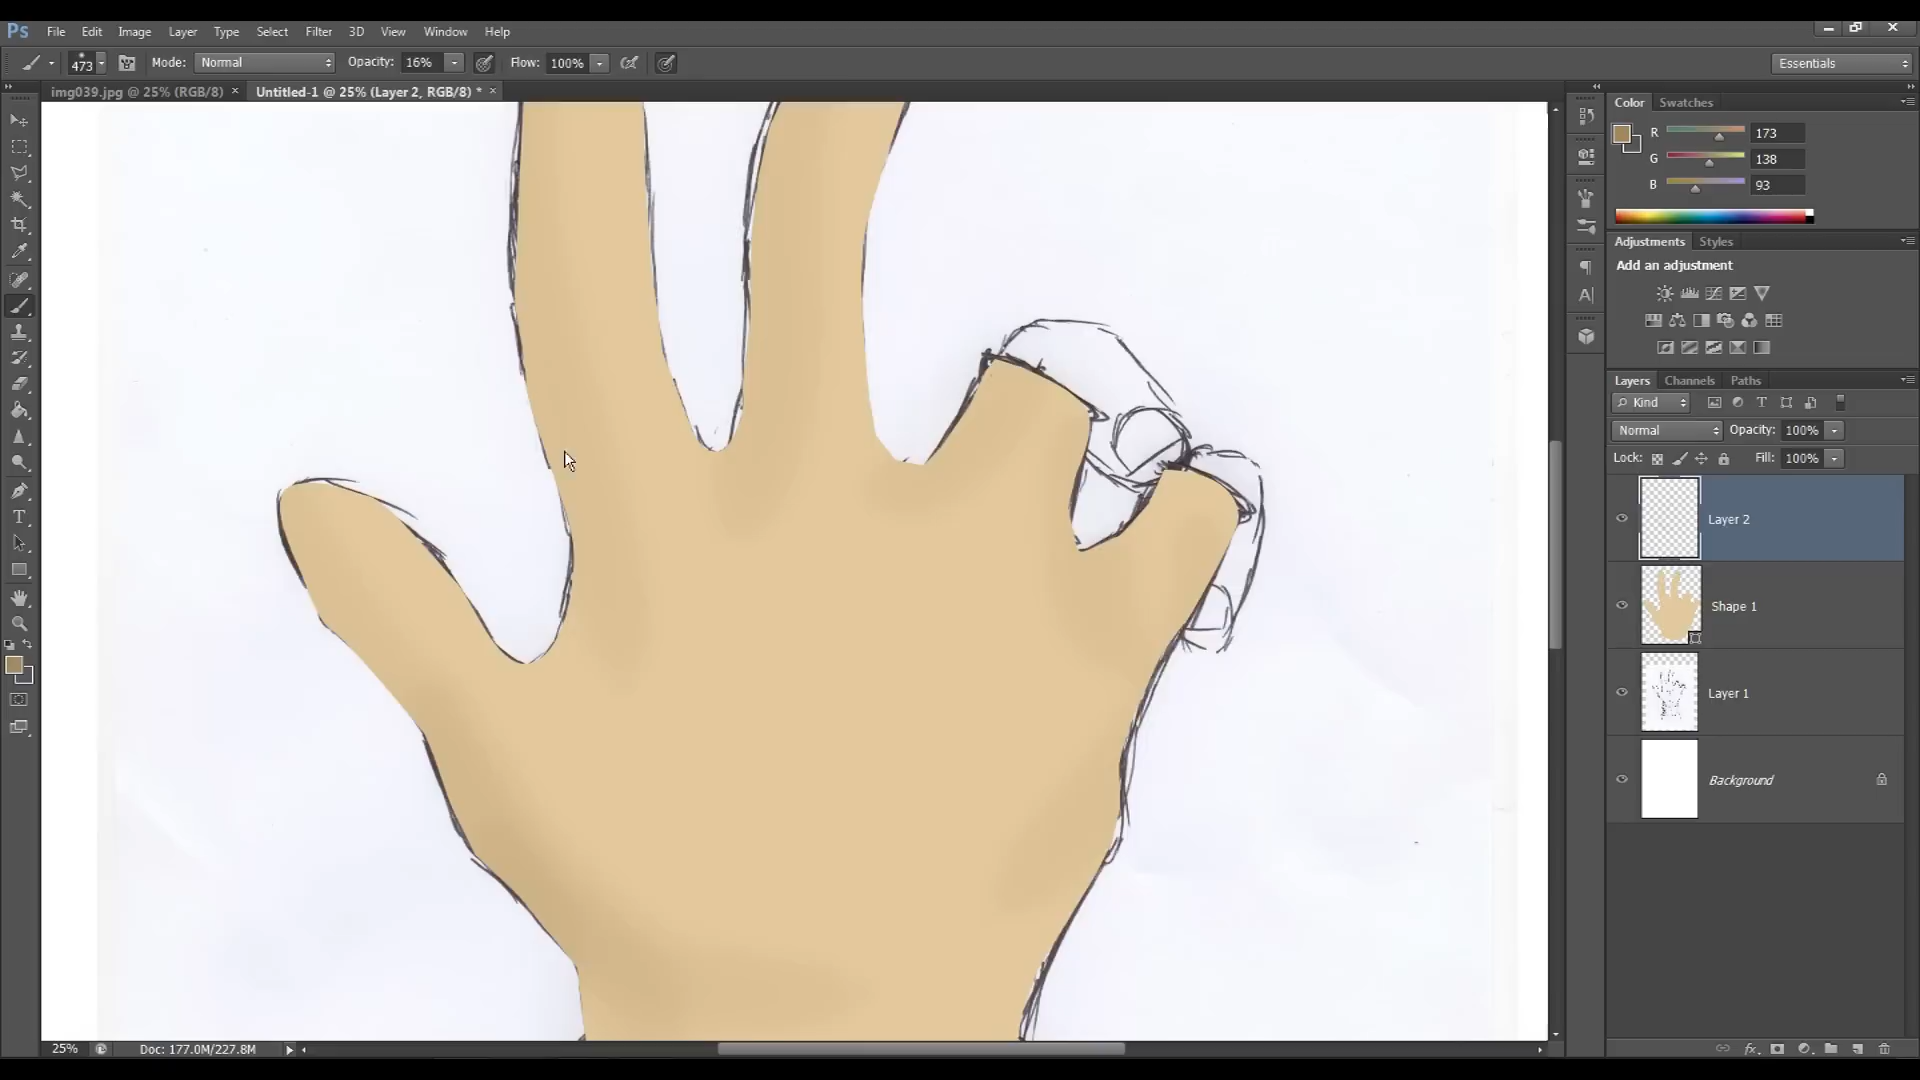 Ps File Edit Image Layer Type Select Filter 3D View Window Help
473 Mode: Normal Opacity: 16% Flow: 100% Essentials
img039.jpg @ 25% (RGB/8) × Untitled-1 @ 25% (Layer 2, RGB/8) * ×
Color Swatches
R 173
G 138
B 93
Adjustments Styles
Add an adjustment
Layers Channels Paths
Kind T
Normal Opacity: 100%
Lock: Fill: 100%
Layer 2
Shape 1
Layer 1
Background
25% Doc: 177.0M/227.8M
fx